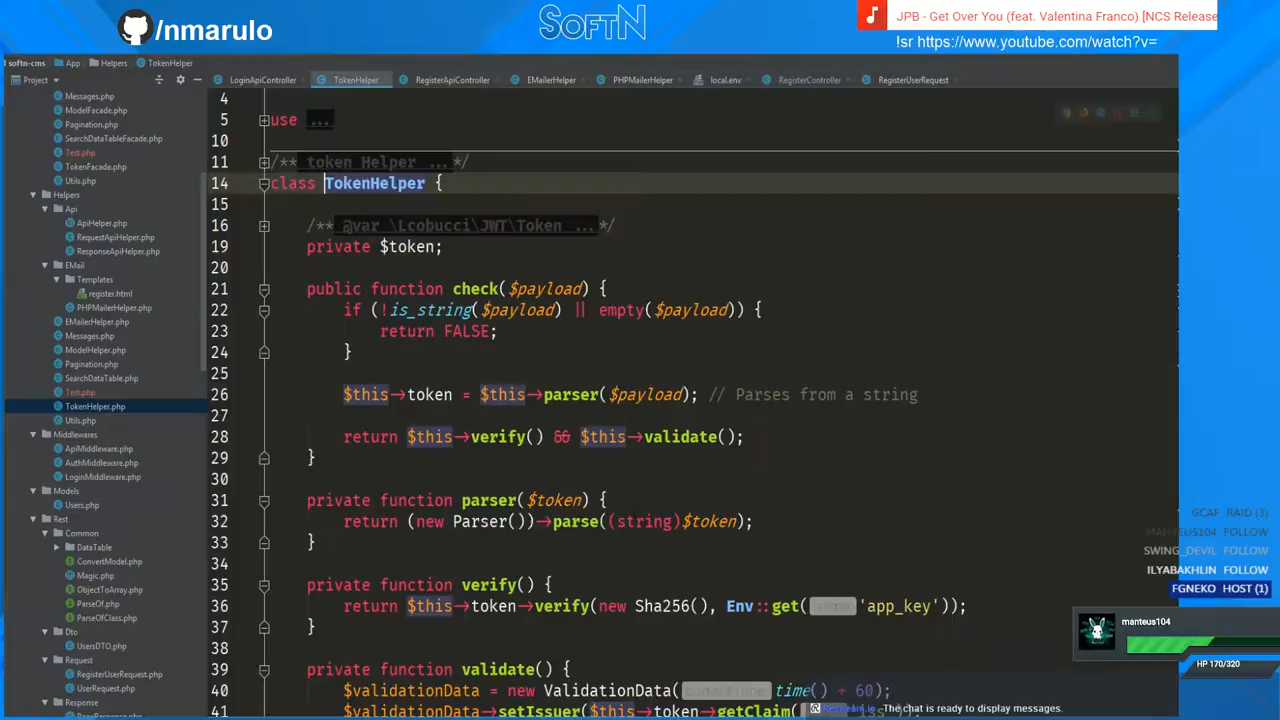 /nmarulo
SOFTN
JPB - Get Over You (feat. Valentina Franco) [NCS Release
!sr https://www.youtube.com/watch?v=
softn-cms App Helpers TokenHelper
Project
LoginApiController TokenHelper RegisterApiController EMailerHelper PHPMailerHelper local.env RegisterController RegisterUserRequest
Messages.php
ModelFacade.php
Pagination.php
SearchDataTableFacade.php
Test.php
TokenFacade.php
Utils.php
Helpers
Api
ApiHelper.php
RequestApiHelper.php
ResponseApiHelper.php
EMail
Templates
register.html
PHPMailerHelper.php
EMailerHelper.php
Messages.php
ModelHelper.php
Pagination.php
SearchDataTable.php
Test.php
TokenHelper.php
Utils.php
Middlewares
ApiMiddleware.php
AuthMiddleware.php
LoginMiddleware.php
Models
Users.php
Rest
Common
DataTable
ConvertModel.php
Magic.php
ObjectToArray.php
ParseOf.php
ParseOfClass.php
Dto
UsersDTO.php
Request
RegisterUserRequest.php
UserRequest.php
Response
4
5 use ...
10
11 /** token Helper ...*/
14 class TokenHelper {
15
16 /** @var \Lcobucci\JWT\Token ...*/
19 private $token;
20
21 public function check($payload) {
22 if (!is_string($payload) || empty($payload)) {
23 return FALSE;
24 }
25
26 $this->token = $this->parser($payload); // Parses from a string
27
28 return $this->verify() && $this->validate();
29 }
30
31 private function parser($token) {
32 return (new Parser())->parse((string)$token);
33 }
34
35 private function verify() {
36 return $this->token->verify(new Sha256(), Env::get('app_key'));
37 }
38
39 private function validate() {
40 $validationData = new ValidationData(time() + 60);
41 $validationData->setIssuer($this->token->getClaim('iss'));
GCAF RAID (3)
MANTEUS104 FOLLOW
SWING_DEVIL FOLLOW
ILYABAKHLIN FOLLOW
FGNEKO HOST (1)
manteus104
HP 170/320
Restream.io The chat is ready to display messages.